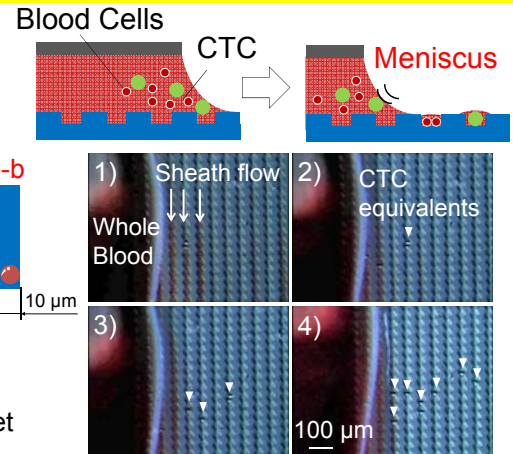 Blood Cells
CTC
Meniscus
-b
10 µm
et
1) Sheath flow
Whole
Blood
2) CTC
equivalents
3)
4)
100 µm